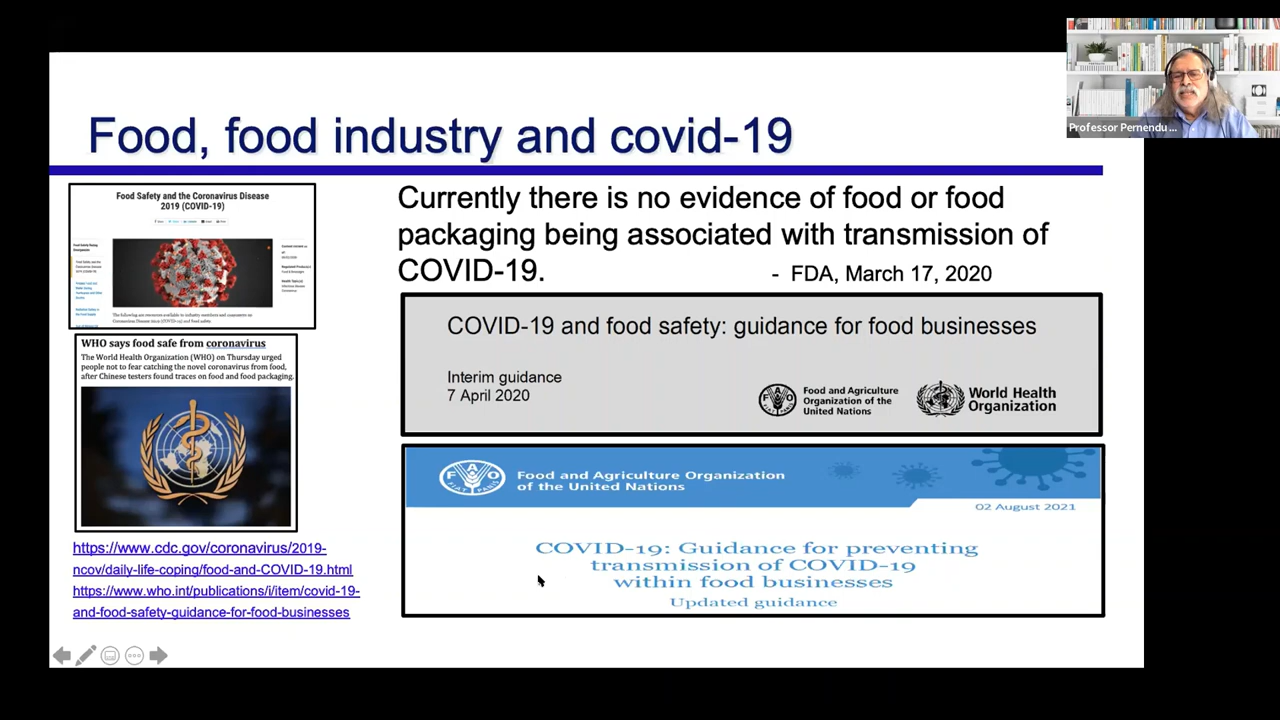 Professor Pernendu ...
Food, food industry and covid-19
Food Safety and the Coronavirus Disease
2019 (COVID-19)
WHO says food safe from coronavirus
The World Health Organization (WHO) on Thursday urged
people not to fear catching the novel coronavirus from food,
after Chinese testers found traces on food and food packaging.
https://www.cdc.gov/coronavirus/2019-
ncov/daily-life-coping/food-and-COVID-19.html
https://www.who.int/publications/i/item/covid-19-
and-food-safety-guidance-for-food-businesses
Currently there is no evidence of food or food
packaging being associated with transmission of
COVID-19.
- FDA, March 17, 2020
COVID-19 and food safety: guidance for food businesses
Interim guidance
7 April 2020
FAO
FIAT PANIS
Food and Agriculture
Organization of the
United Nations
World Health
Organization
FAO
FIAT PANIS
Food and Agriculture Organization
of the United Nations
02 August 2021
COVID-19: Guidance for preventing
transmission of COVID-19
within food businesses
Updated guidance